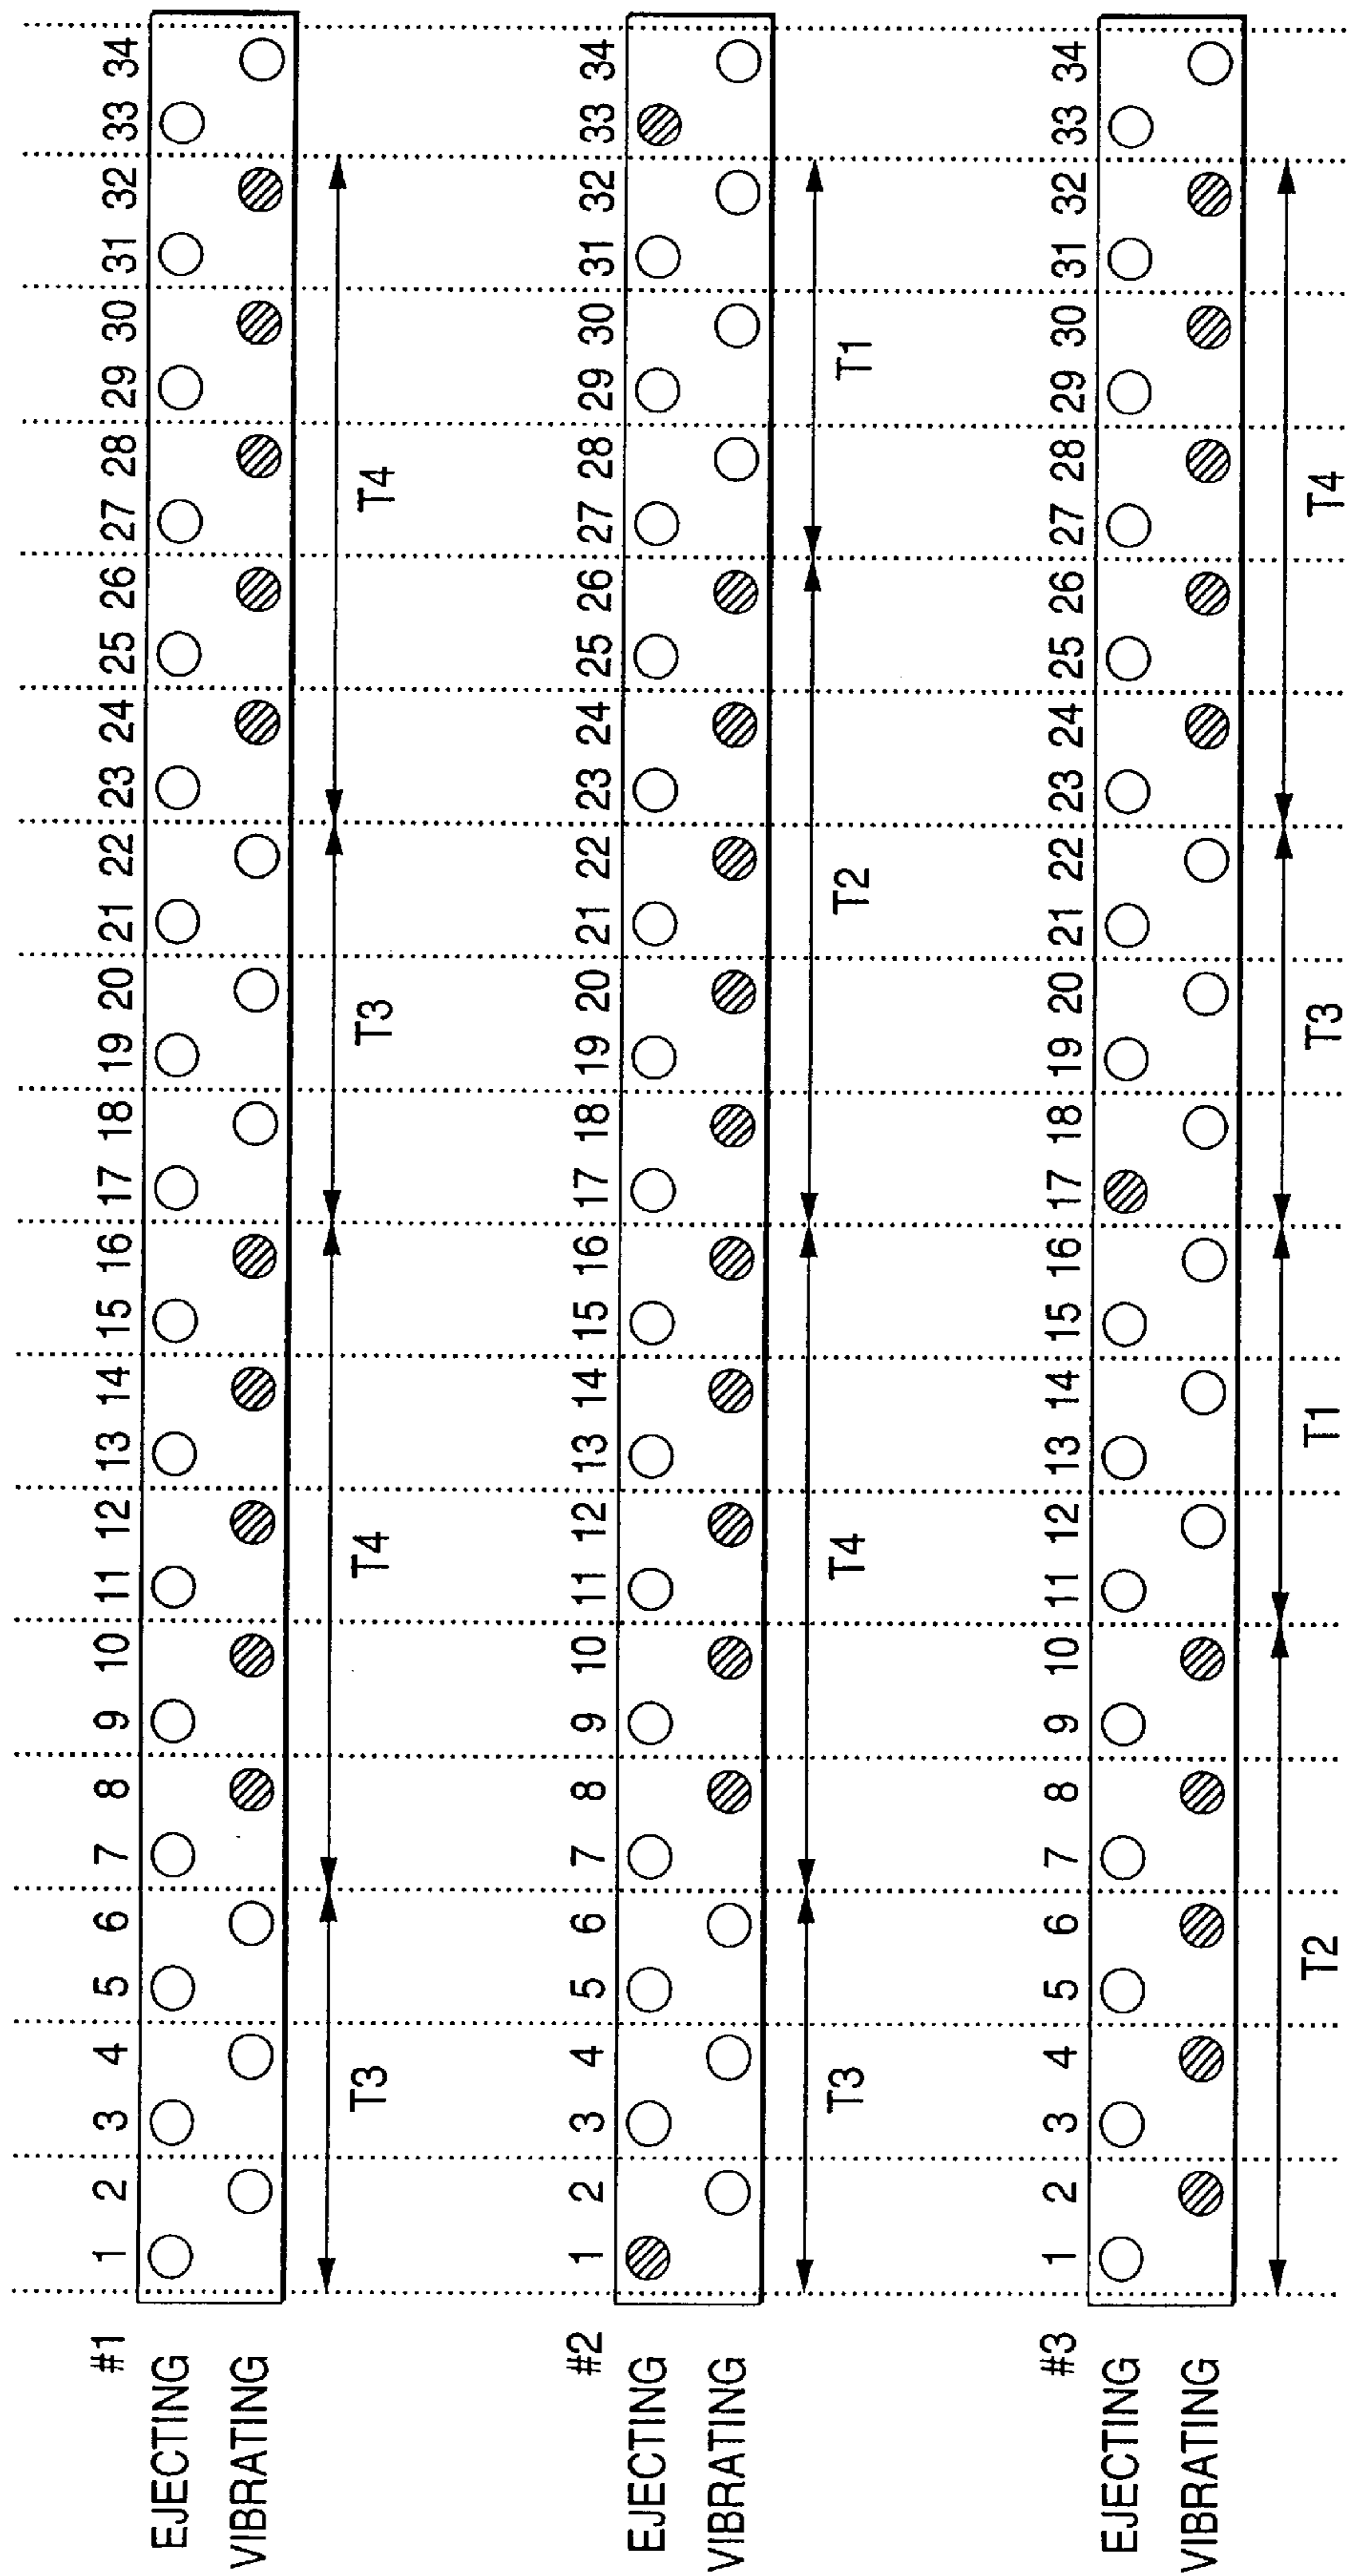 #1
1 2 3 4 5 6 7 8 9 10 11 12 13 14 15 16 17 18 19 20 21 22 23 24 25 26 27 28 29 30 31 32 33 34
EJECTING
VIBRATING
T3 T4 T3 T4
#2
1 2 3 4 5 6 7 8 9 10 11 12 13 14 15 16 17 18 19 20 21 22 23 24 25 26 27 28 29 30 31 32 33 34
EJECTING
VIBRATING
T3 T4 T2 T1
#3
1 2 3 4 5 6 7 8 9 10 11 12 13 14 15 16 17 18 19 20 21 22 23 24 25 26 27 28 29 30 31 32 33 34
EJECTING
VIBRATING
T2 T1 T3 T4